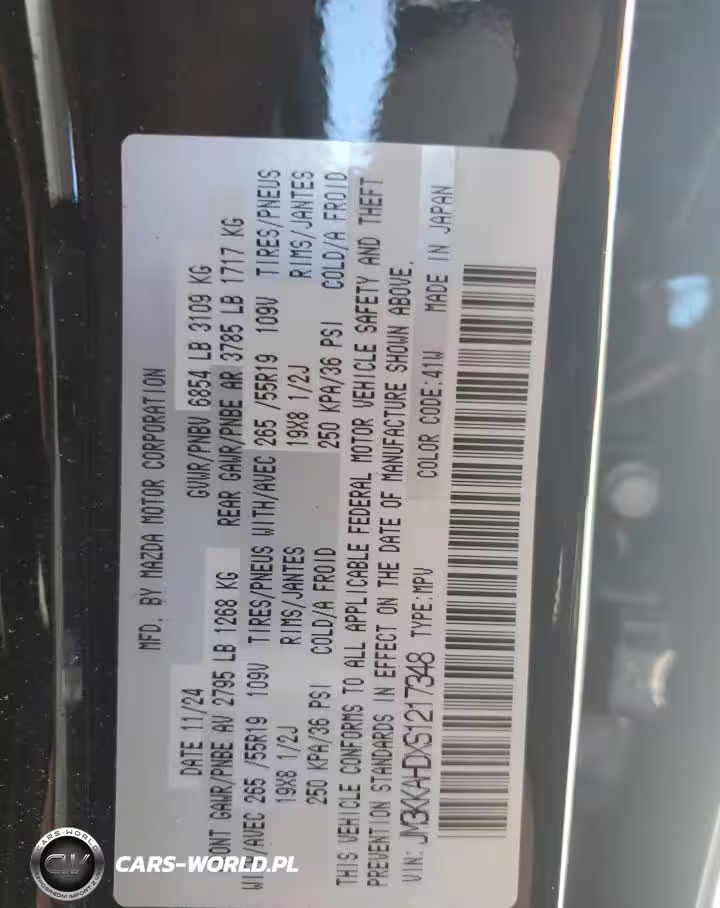 MFD. BY MAZDA MOTOR CORPORATION
DATE 11/24 GVWR/PNBV 6854 LB 3109 KG
GAWR/PNBE AV 2795 LB 1268 KG REAR GAWR/PNBE AR 3785 LB 1717 KG
WITH/AVEC 265 /55R19 109V TIRES/PNEUS WITH/AVEC 265 /55R19 109V TIRES/PNEUS
19X8 1/2J RIMS/JANTES 19X8 1/2J RIMS/JANTES
250 KPA/36 PSI COLD/A FROID 250 KPA/36 PSI COLD/A FROID
THIS VEHICLE CONFORMS TO ALL APPLICABLE FEDERAL MOTOR VEHICLE SAFETY AND THEFT
PREVENTION STANDARDS IN EFFECT ON THE DATE OF MANUFACTURE SHOWN ABOVE.
VIN: JM3KKAHDXS1217348 TYPE:MPV COLOR CODE:41W MADE IN JAPAN
CARS-WORLD
CW
CARS-WORLD.PL